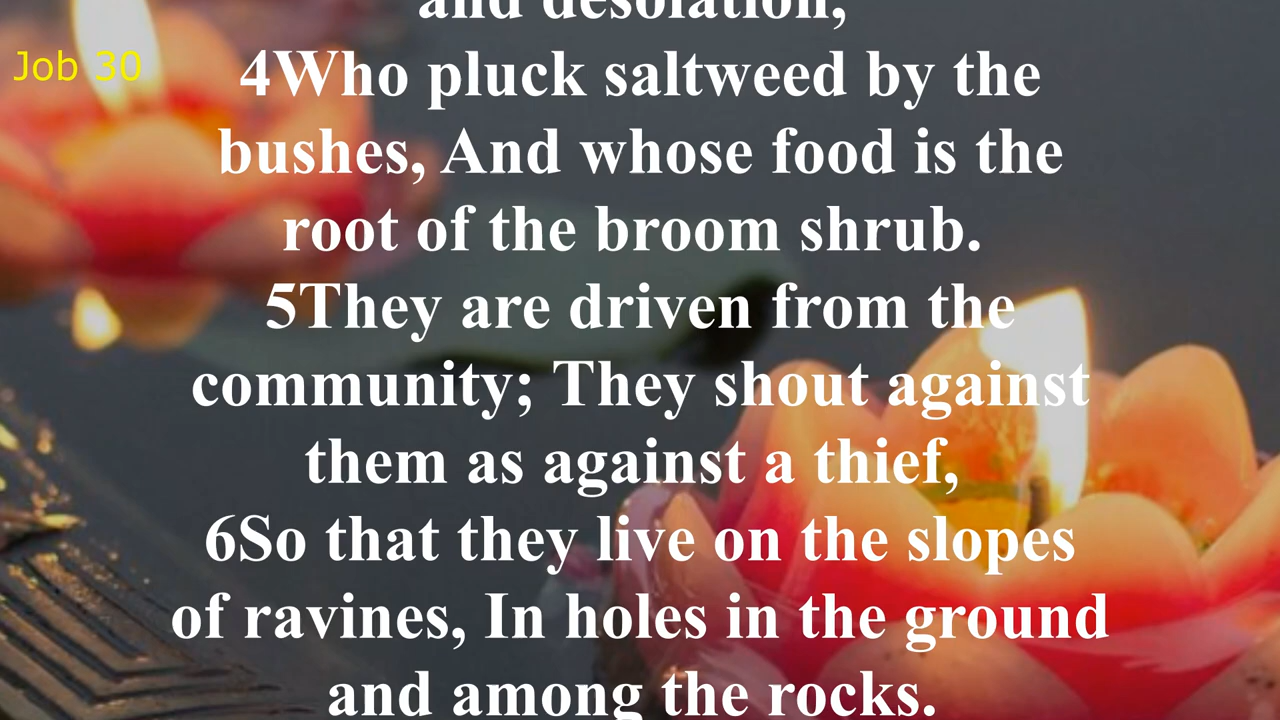 and desolation,
Job 30
4Who pluck saltweed by the
bushes, And whose food is the
root of the broom shrub.
5They are driven from the
community; They shout against
them as against a thief,
6So that they live on the slopes
of ravines, In holes in the ground
and among the rocks.